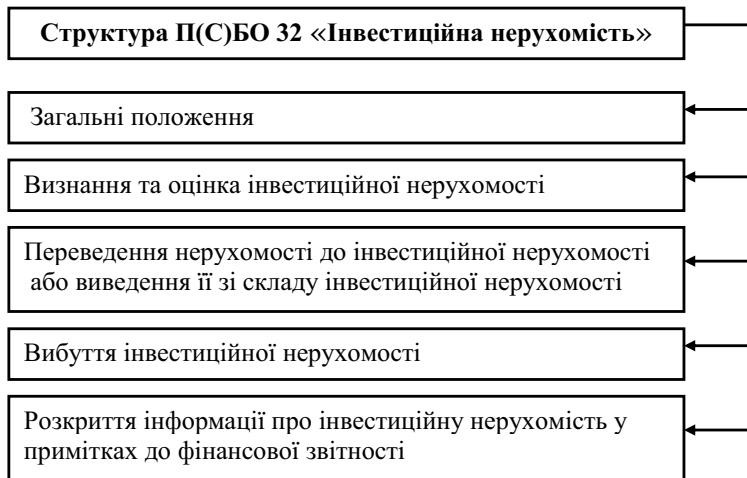 Структура П(С)БО 32 «Інвестиційна нерухомість»
Загальні положення
Визнання та оцінка інвестиційної нерухомості
Переведення нерухомості до інвестиційної нерухомості
або виведення її зі складу інвестиційної нерухомості
Вибуття інвестиційної нерухомості
Розкриття інформації про інвестиційну нерухомість у
примітках до фінансової звітності